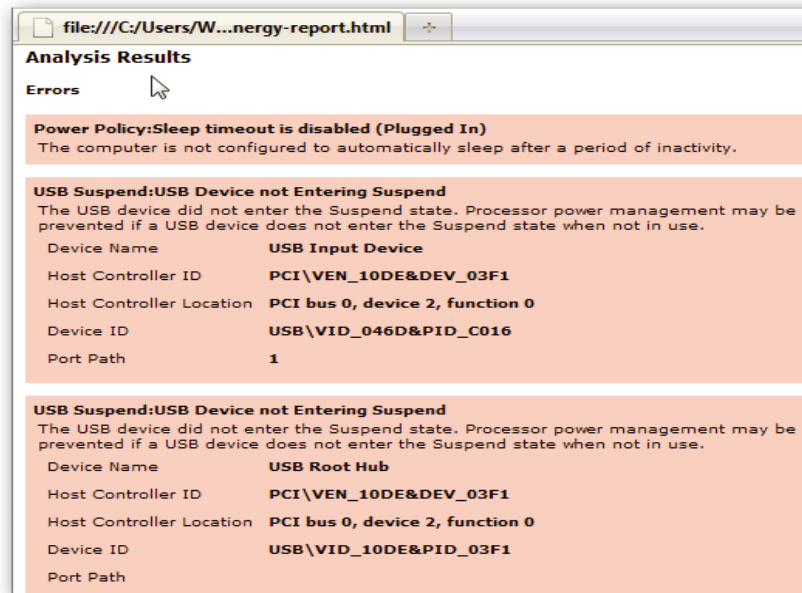 file:///C:/Users/W...nergy-report.html
Analysis Results
Errors
Power Policy:Sleep timeout is disabled (Plugged In)
The computer is not configured to automatically sleep after a period of inactivity.
USB Suspend:USB Device not Entering Suspend
The USB device did not enter the Suspend state. Processor power management may be
prevented if a USB device does not enter the Suspend state when not in use.
Device Name USB Input Device
Host Controller ID PCI\VEN_10DE&DEV_03F1
Host Controller Location PCI bus 0, device 2, function 0
Device ID USB\VID_046D&PID_C016
Port Path 1
USB Suspend:USB Device not Entering Suspend
The USB device did not enter the Suspend state. Processor power management may be
prevented if a USB device does not enter the Suspend state when not in use.
Device Name USB Root Hub
Host Controller ID PCI\VEN_10DE&DEV_03F1
Host Controller Location PCI bus 0, device 2, function 0
Device ID USB\VID_10DE&PID_03F1
Port Path